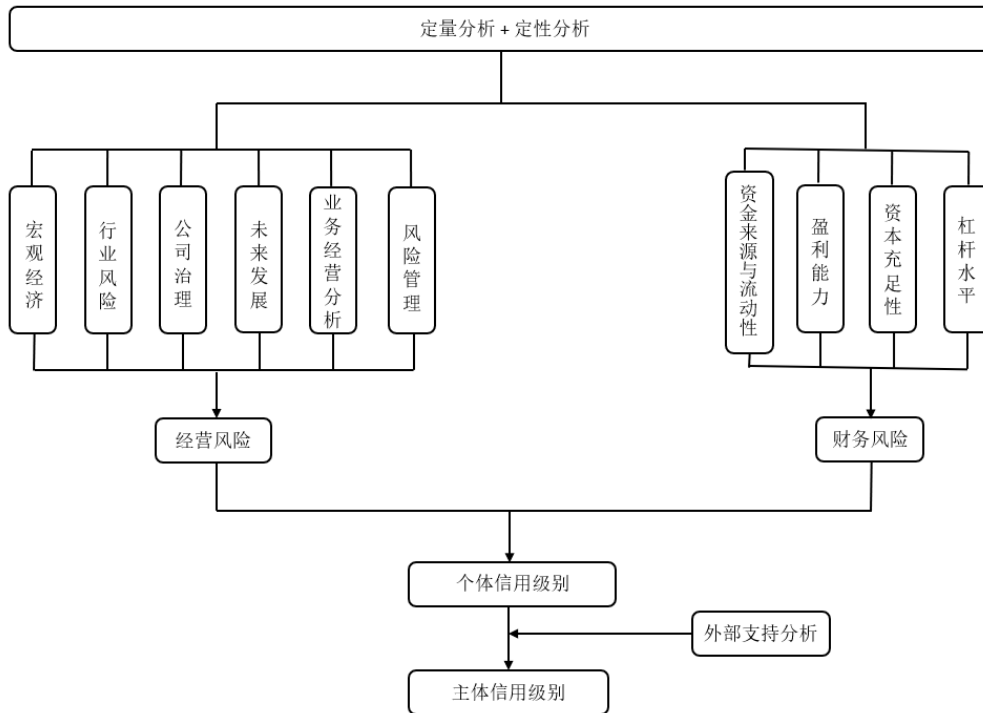 定量分析 + 定性分析
宏观经济
行业风险
公司治理
未来发展
业务经营分析
风险管理
资金来源与流动性
盈利能力
资本充足性
杠杆水平
经营风险
财务风险
个体信用级别
外部支持分析
主体信用级别